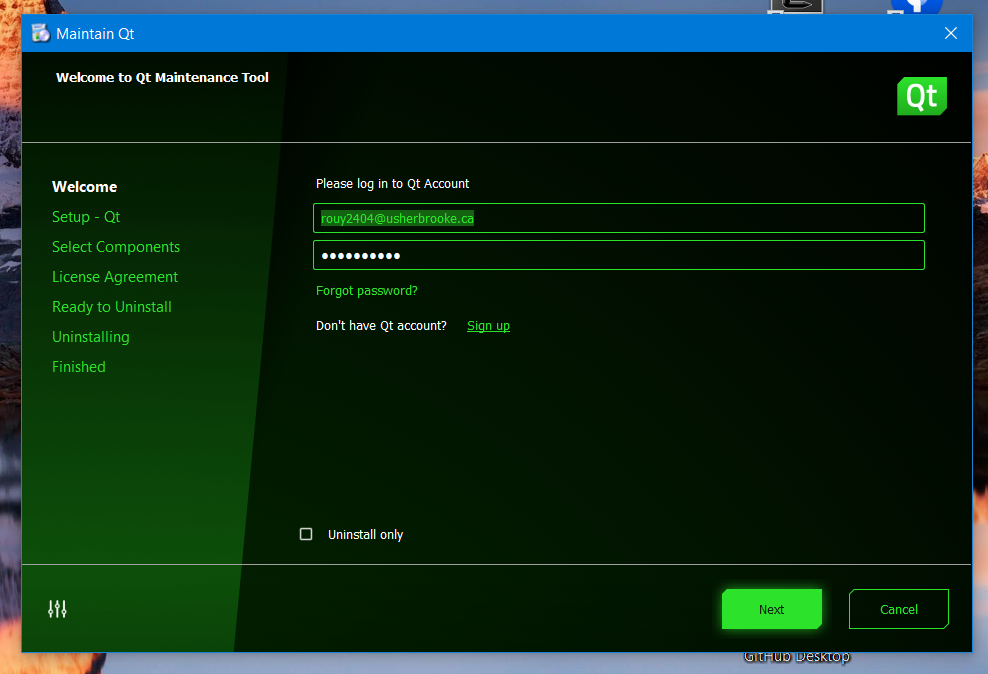 Maintain Qt
Welcome to Qt Maintenance Tool
Qt
Welcome
Setup - Qt
Select Components
License Agreement
Ready to Uninstall
Uninstalling
Finished
Please log in to Qt Account
rouy2404@usherbrooke.ca
••••••••••
Forgot password?
Don't have Qt account? Sign up
Uninstall only
Next Cancel
GitHub Desktop